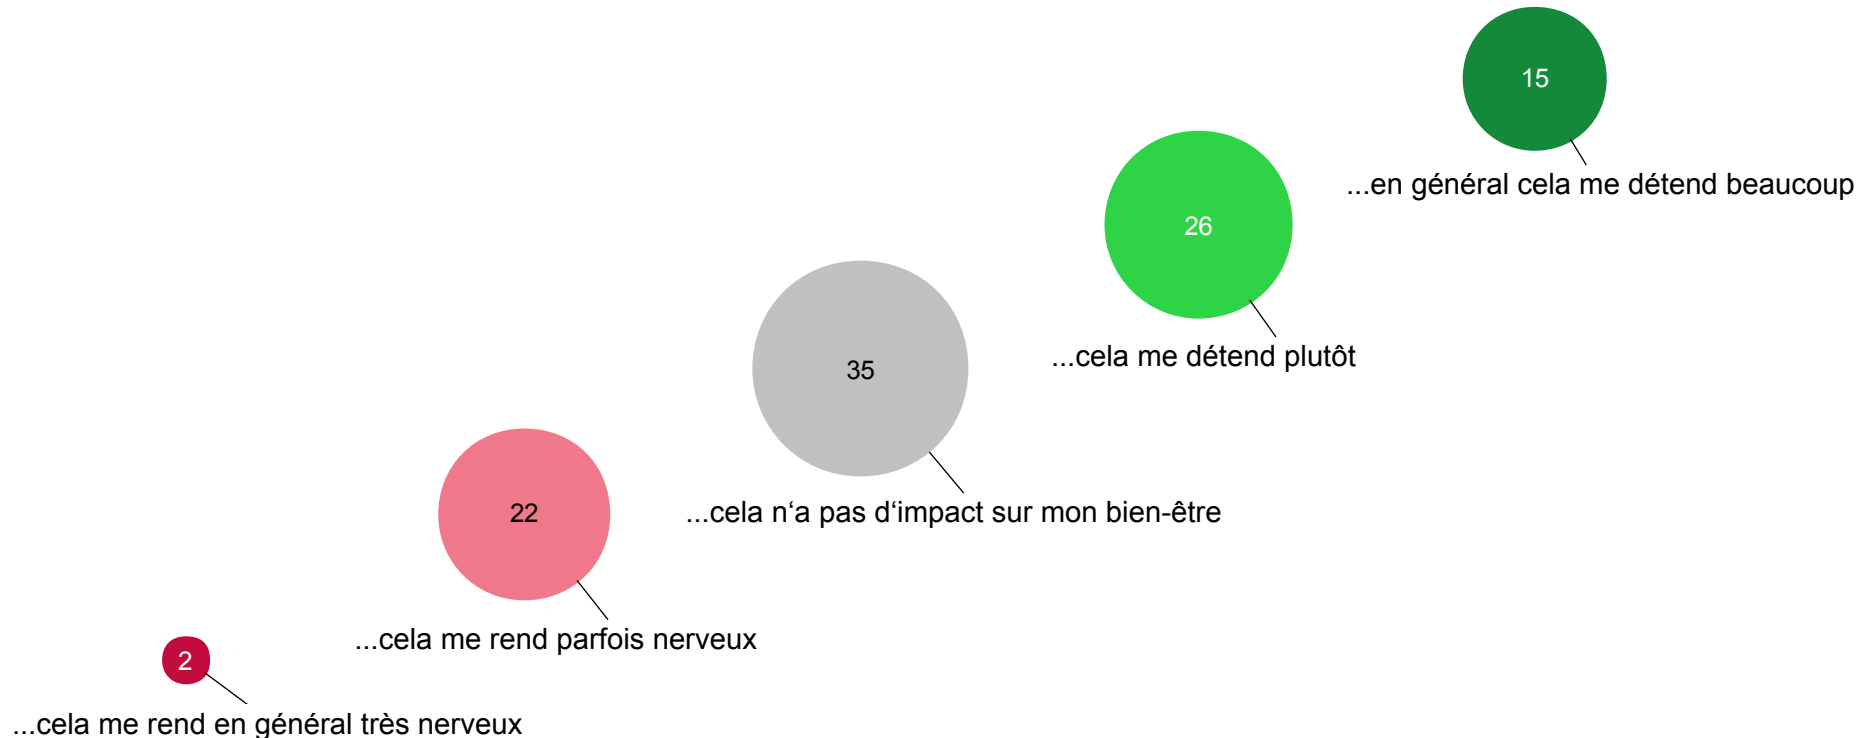 15
...en général cela me détend beaucoup
26
...cela me détend plutôt
35
...cela n‘a pas d‘impact sur mon bien-être
22
...cela me rend parfois nerveux
2
...cela me rend en général très nerveux